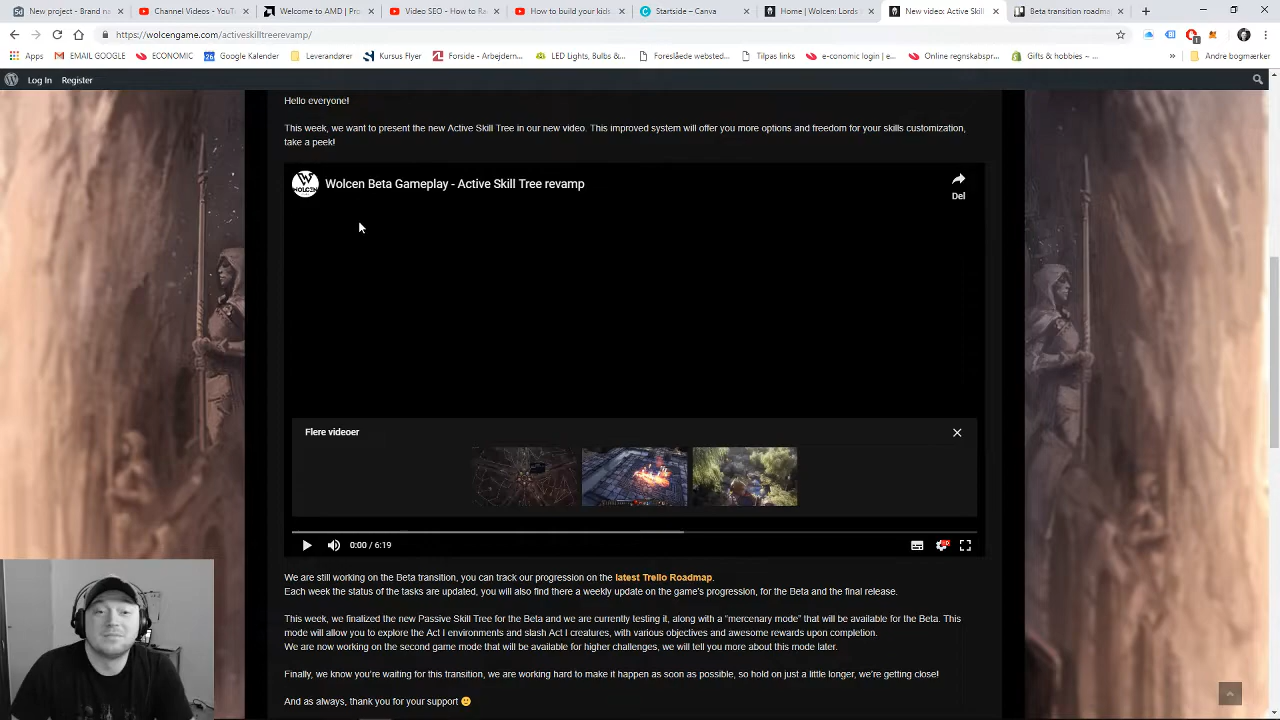 New project - Brand na
Channel Videos - YouTu
Welcome to AMD | Pro
Video SEO - How to Ra
How to build your kids
Startside – Canva
Home | Wolcen: Lords o
New video: Active Skill
Beta transition roadma
https://wolcengame.com/activeskilltreerevamp/
Apps
EMAIL GOOGLE
ECONOMIC
Google Kalender
Leverandører
Kursus Flyer
Forside - Arbejdern...
LED Lights, Bulbs &...
Foreslåede websted...
Tilpas links
e-conomic login | e...
Online regnskabspr...
Gifts & hobbies ~ ...
»
Andre bogmærker
Log In
Register
Hello everyone!
This week, we want to present the new Active Skill Tree in our new video. This improved system will offer you more options and freedom for your skills customization,
take a peek!
WOLCEN
Wolcen Beta Gameplay - Active Skill Tree revamp
Del
Flere videoer
0:00 / 6:19
We are still working on the Beta transition, you can track our progression on the latest Trello Roadmap.
Each week the status of the tasks are updated, you will also find there a weekly update on the game's progression, for the Beta and the final release.
This week, we finalized the new Passive Skill Tree for the Beta and we are currently testing it, along with a "mercenary mode" that will be available for the Beta. This
mode will allow you to explore the Act I environments and slash Act I creatures, with various objectives and awesome rewards upon completion.
We are now working on the second game mode that will be available for higher challenges, we will tell you more about this mode later.
Finally, we know you're waiting for this transition, we are working hard to make it happen as soon as possible, so hold on just a little longer, we're getting close!
And as always, thank you for your support 🙂